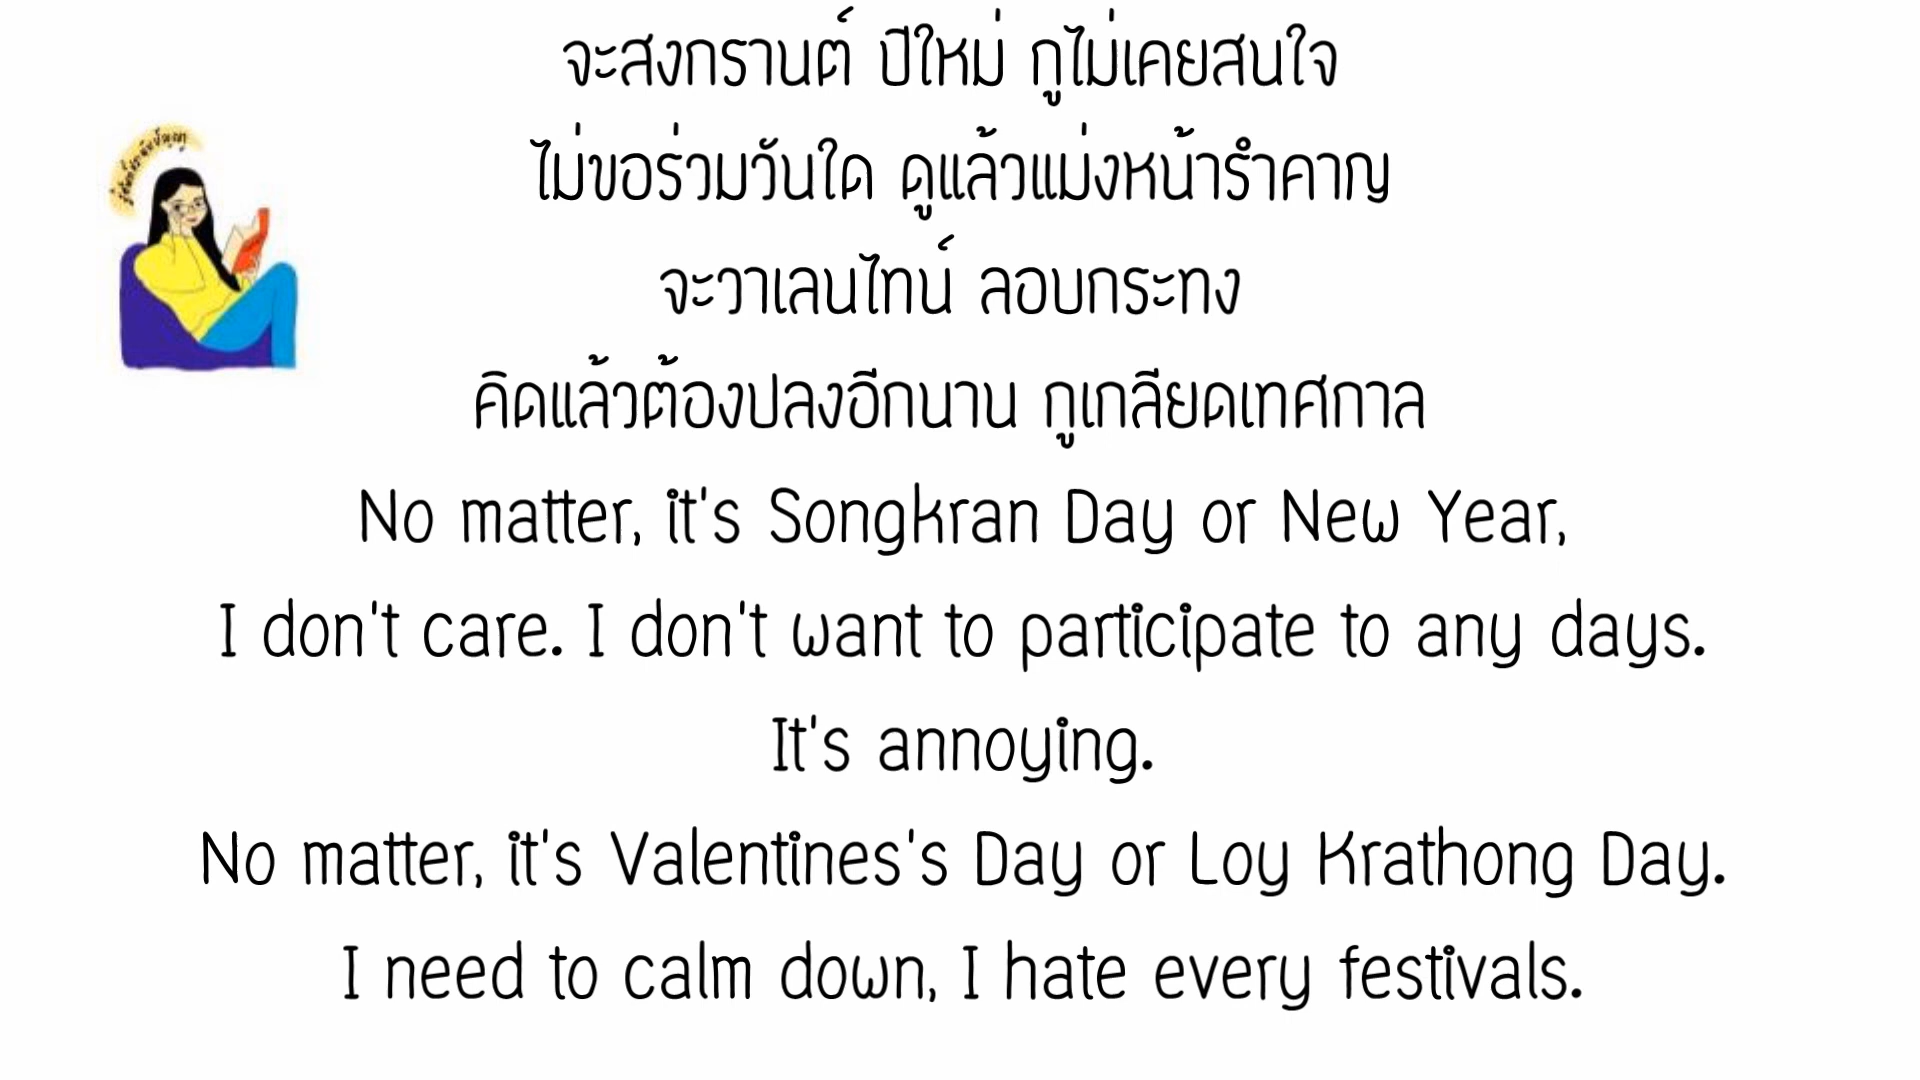 จะสงกรานต์ ปีใหม่ กูไม่เคยสนใจ
ไม่ขอร่วมวันใด ดูแล้วแม่งหน้ารำคาญ
จะวาเลนไทน์ ลอบกระทง
คิดแล้วต้องปลงอีกนาน กูเกลียดเทศกาล
No matter, it's Songkran Day or New Year,
I don't care. I don't want to participate to any days.
It's annoying.
No matter, it's Valentines's Day or Loy Krathong Day.
I need to calm down, I hate every festivals.